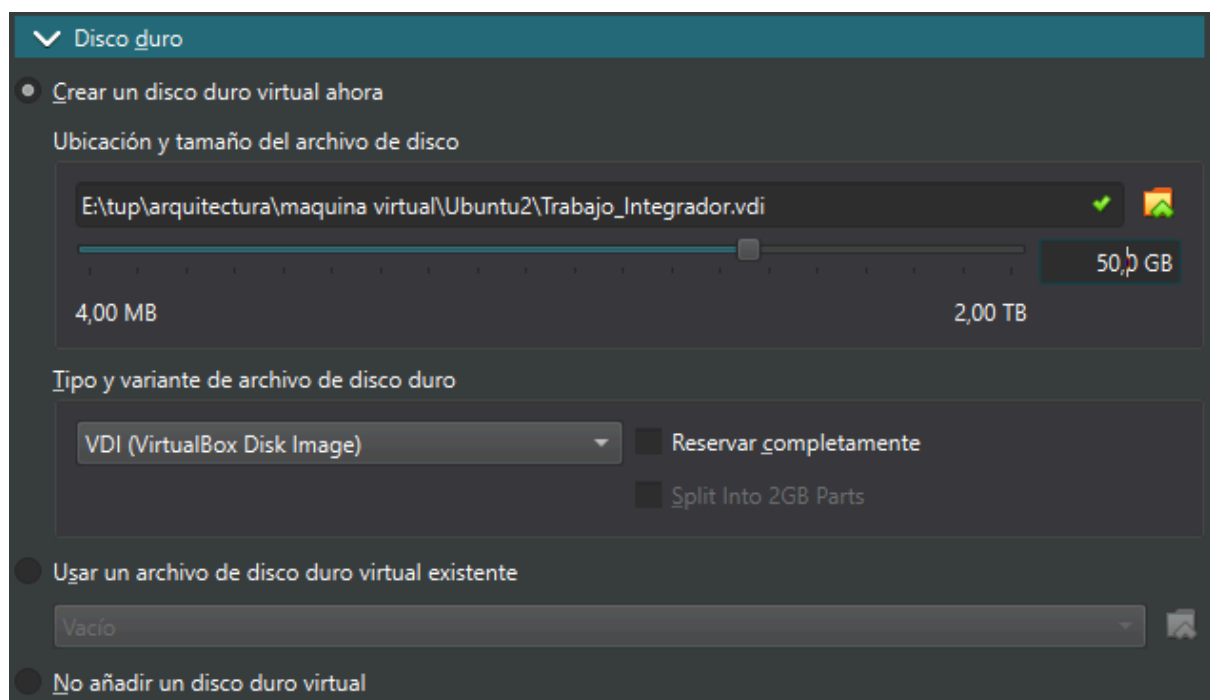 Disco duro
Crear un disco duro virtual ahora
Ubicación y tamaño del archivo de disco
E:\tup\arquitectura\maquina virtual\Ubuntu2\Trabajo_Integrador.vdi
50,0 GB
4,00 MB 2,00 TB
Tipo y variante de archivo de disco duro
VDI (VirtualBox Disk Image) Reservar completamente
Split Into 2GB Parts
Usar un archivo de disco duro virtual existente
Vacío
No añadir un disco duro virtual